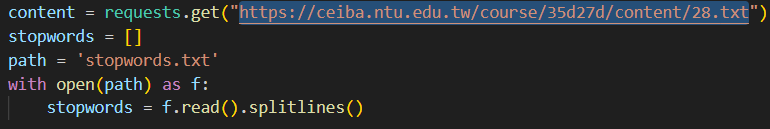 content = requests.get("https://ceiba.ntu.edu.tw/course/35d27d/content/28.txt")
stopwords = []
path = 'stopwords.txt'
with open(path) as f:
    stopwords = f.read().splitlines()